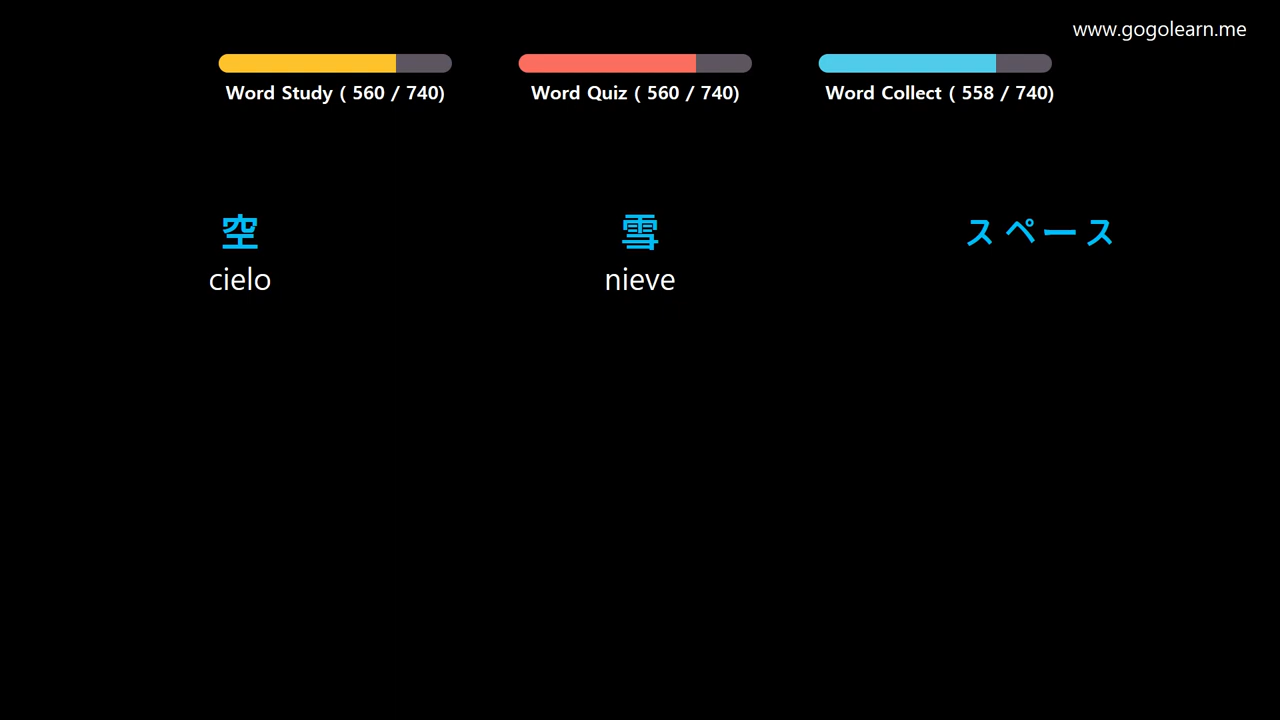 www.gogolearn.me
Word Study ( 560 / 740)
Word Quiz ( 560 / 740)
Word Collect ( 558 / 740)
空
cielo
雪
nieve
スペース